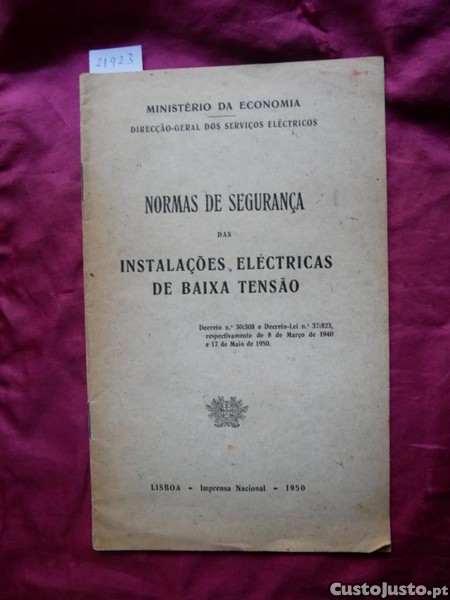 21923
MINISTÉRIO DA ECONOMIA
DIRECÇÃO-GERAL DOS SERVIÇOS ELÉCTRICOS
NORMAS DE SEGURANÇA
DAS
INSTALAÇÕES ELÉCTRICAS
DE BAIXA TENSÃO
Decreto n.º 30:308 e Decreto-Lei n.º 37:823,
respectivamente de 8 de Março de 1940
e 17 de Maio de 1950.
LISBOA - Imprensa Nacional - 1950
CustoJusto.pt